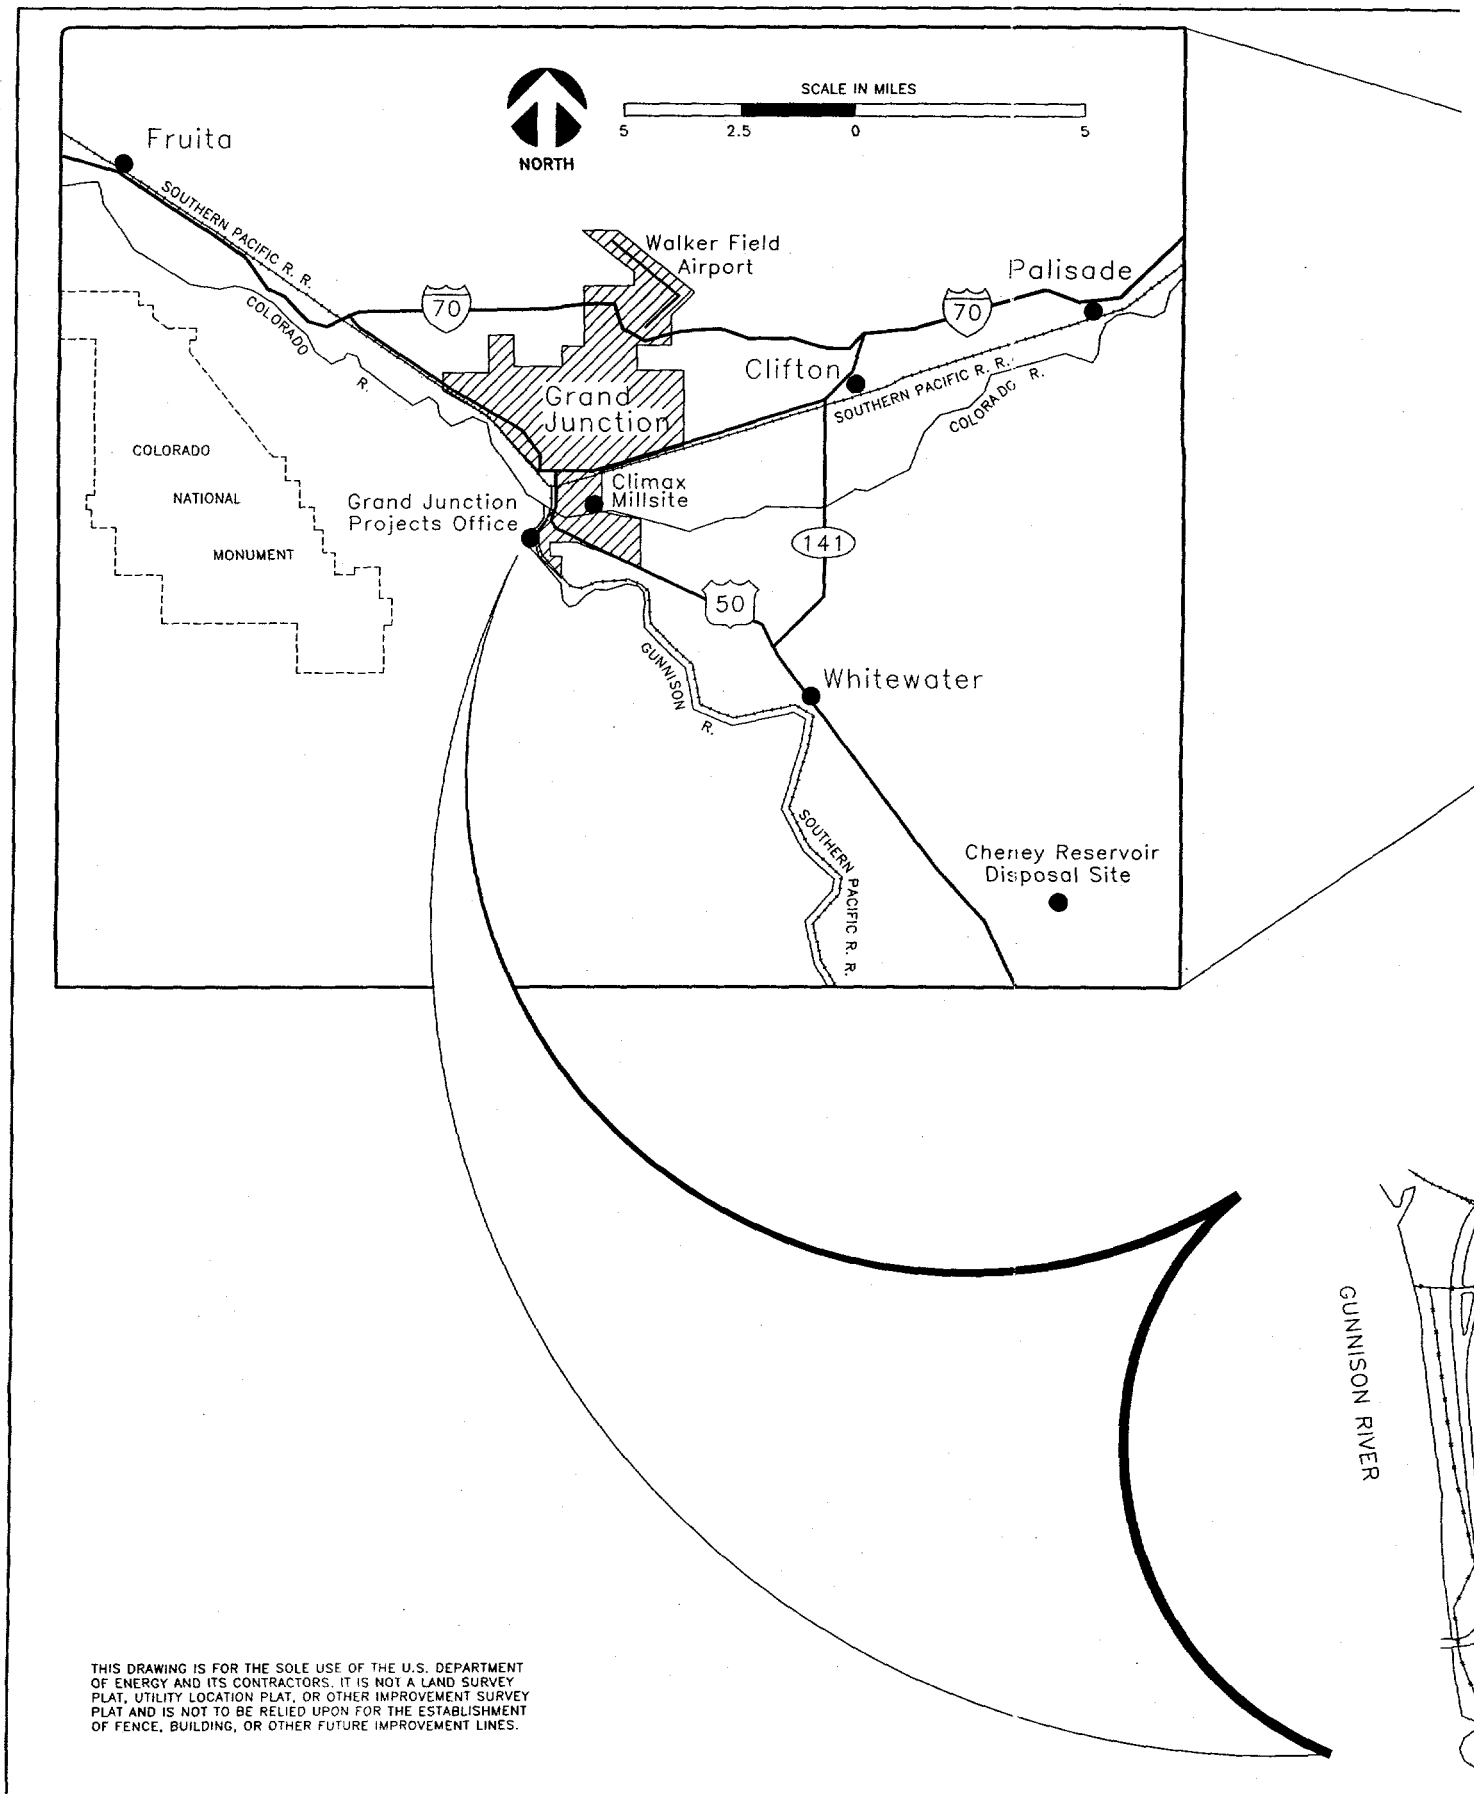 SCALE IN MILES
5 2.5 0 5
NORTH
Fruita
SOUTHERN PACIFIC R. R.
Walker Field
Airport
Palisade
70
70
COLORADO
R.
Clifton
SOUTHERN PACIFIC R. R.
COLORADO R.
Grand
Junction
COLORADO
NATIONAL
MONUMENT
Climax
Millsite
Grand Junction
Projects Office
141
50
GUNNISON
R.
Whitewater
SOUTHERN PACIFIC R. R.
Cheney Reservoir
Disposal Site
GUNNISON RIVER
THIS DRAWING IS FOR THE SOLE USE OF THE U.S. DEPARTMENT
OF ENERGY AND ITS CONTRACTORS. IT IS NOT A LAND SURVEY
PLAT, UTILITY LOCATION PLAT, OR OTHER IMPROVEMENT SURVEY
PLAT AND IS NOT TO BE RELIED UPON FOR THE ESTABLISHMENT
OF FENCE, BUILDING, OR OTHER FUTURE IMPROVEMENT LINES.